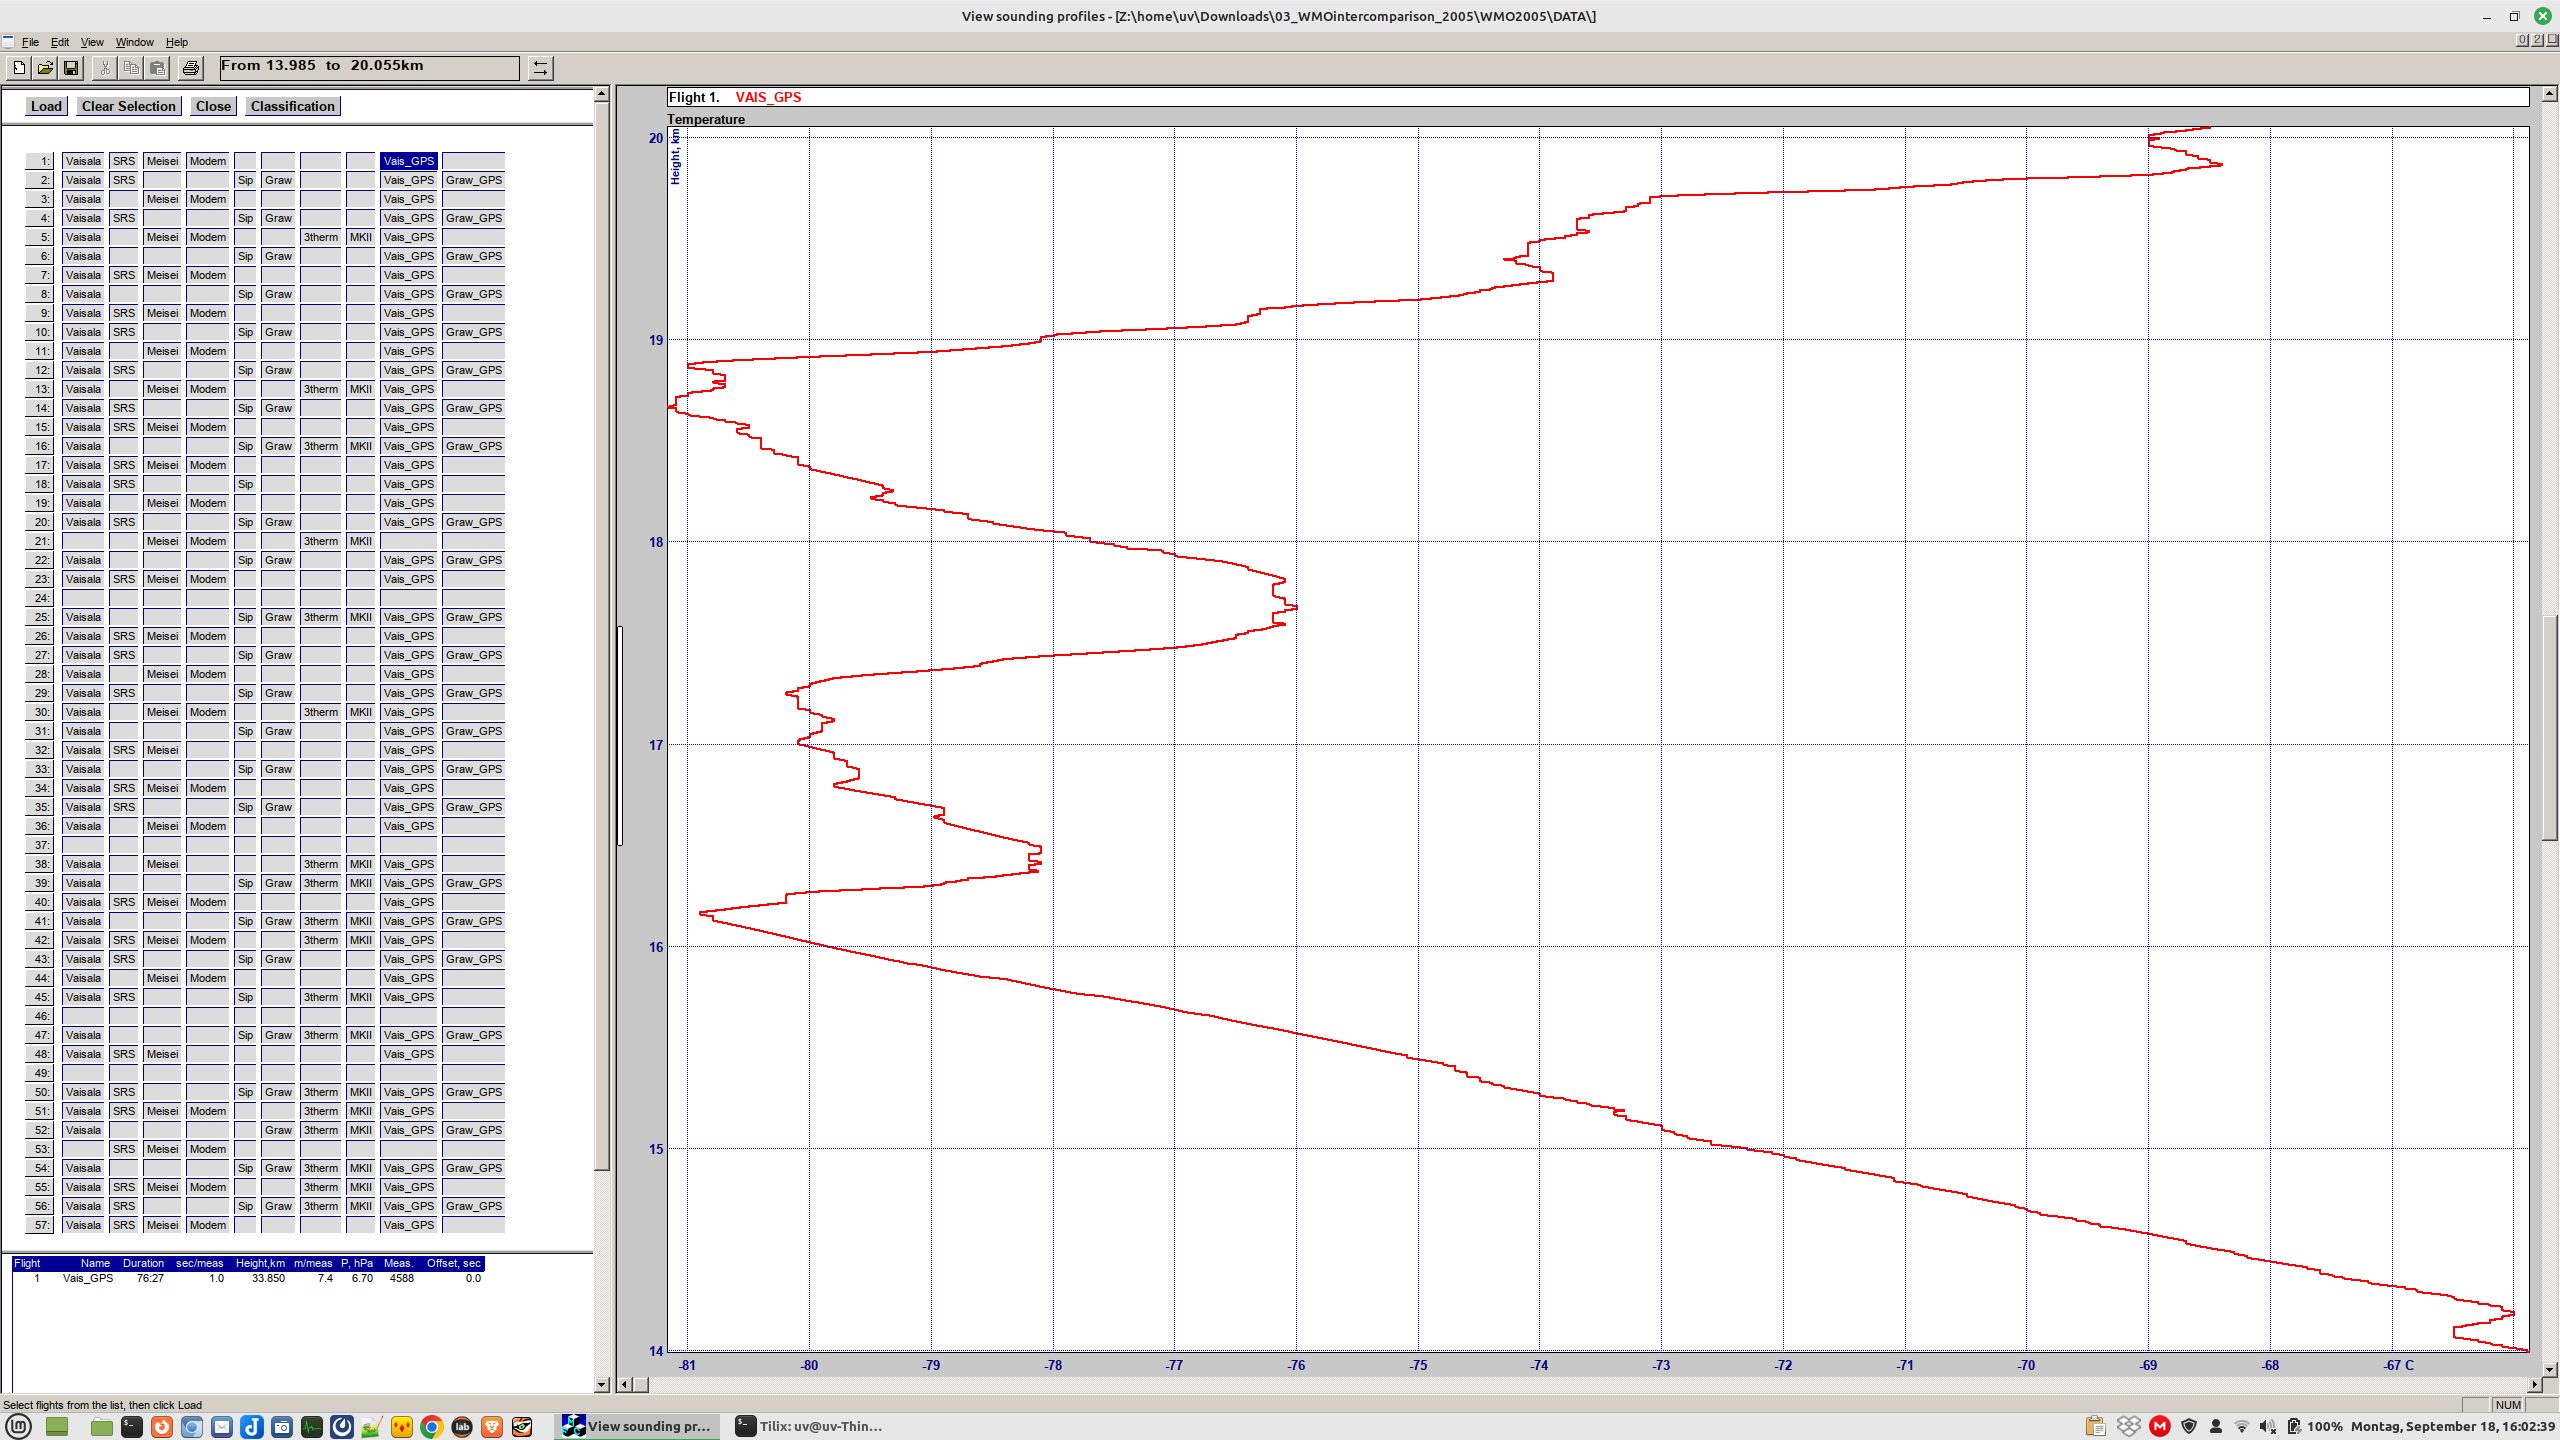 View sounding profiles - [Z:\home\uv\Downloads\03_WMOintercomparison_2005\WMO2005\DATA\]
File Edit View Window Help
From 13.985 to 20.055km
Load Clear Selection Close Classification
1: Vaisala SRS Meisei Modem Vais_GPS
2: Vaisala SRS Sip Graw Vais_GPS Graw_GPS
3: Vaisala Meisei Modem Vais_GPS
4: Vaisala SRS Sip Graw Vais_GPS Graw_GPS
5: Vaisala Meisei Modem 3therm MKII Vais_GPS
6: Vaisala Sip Graw Vais_GPS Graw_GPS
7: Vaisala SRS Meisei Modem Vais_GPS
8: Vaisala Sip Graw Vais_GPS Graw_GPS
9: Vaisala SRS Meisei Modem Vais_GPS
10: Vaisala SRS Sip Graw Vais_GPS Graw_GPS
11: Vaisala Meisei Modem Vais_GPS
12: Vaisala SRS Sip Graw Vais_GPS Graw_GPS
13: Vaisala Meisei Modem 3therm MKII Vais_GPS
14: Vaisala SRS Sip Graw Vais_GPS Graw_GPS
15: Vaisala SRS Meisei Modem Vais_GPS
16: Vaisala Sip Graw 3therm MKII Vais_GPS Graw_GPS
17: Vaisala SRS Meisei Modem Vais_GPS
18: Vaisala SRS Sip Vais_GPS
19: Vaisala Meisei Modem Vais_GPS
20: Vaisala SRS Sip Graw Vais_GPS Graw_GPS
21: Meisei Modem 3therm MKII
22: Vaisala Sip Graw Vais_GPS Graw_GPS
23: Vaisala SRS Meisei Modem Vais_GPS
24:
25: Vaisala Sip Graw 3therm MKII Vais_GPS Graw_GPS
26: Vaisala SRS Meisei Modem Vais_GPS
27: Vaisala SRS Sip Graw Vais_GPS Graw_GPS
28: Vaisala Meisei Modem Vais_GPS
29: Vaisala SRS Sip Graw Vais_GPS Graw_GPS
30: Vaisala Meisei Modem 3therm MKII Vais_GPS
31: Vaisala Sip Graw Vais_GPS Graw_GPS
32: Vaisala SRS Meisei Vais_GPS
33: Vaisala Sip Graw Vais_GPS Graw_GPS
34: Vaisala SRS Meisei Modem Vais_GPS
35: Vaisala SRS Sip Graw Vais_GPS Graw_GPS
36: Vaisala Meisei Modem Vais_GPS
37:
38: Vaisala Meisei 3therm MKII Vais_GPS
39: Vaisala Sip Graw 3therm MKII Vais_GPS Graw_GPS
40: Vaisala SRS Meisei Modem Vais_GPS
41: Vaisala Sip Graw 3therm MKII Vais_GPS Graw_GPS
42: Vaisala SRS Meisei Modem 3therm MKII Vais_GPS
43: Vaisala SRS Sip Graw Vais_GPS Graw_GPS
44: Vaisala Meisei Modem Vais_GPS
45: Vaisala SRS Sip 3therm MKII Vais_GPS
46:
47: Vaisala Sip Graw 3therm MKII Vais_GPS Graw_GPS
48: Vaisala SRS Meisei Vais_GPS
49:
50: Vaisala SRS Sip Graw 3therm MKII Vais_GPS Graw_GPS
51: Vaisala SRS Meisei Modem 3therm MKII Vais_GPS
52: Vaisala Graw 3therm MKII Vais_GPS Graw_GPS
53: SRS Meisei Modem
54: Vaisala Sip Graw 3therm MKII Vais_GPS Graw_GPS
55: Vaisala SRS Meisei Modem 3therm MKII Vais_GPS
56: Vaisala SRS Sip Graw 3therm MKII Vais_GPS Graw_GPS
57: Vaisala SRS Meisei Modem Vais_GPS
Flight Name Duration sec/meas Height,km m/meas P, hPa Meas. Offset, sec
1 Vais_GPS 76:27 1.0 33.850 7.4 6.70 4588 0.0
Flight 1. VAIS_GPS
Temperature
Height, km
20
19
18
17
16
15
14
-81 -80 -79 -78 -77 -76 -75 -74 -73 -72 -71 -70 -69 -68 -67 C
Select flights from the list, then click Load
NUM
View sounding pr...
Tilix: uv@uv-Thin...
100% Montag, September 18, 16:02:39